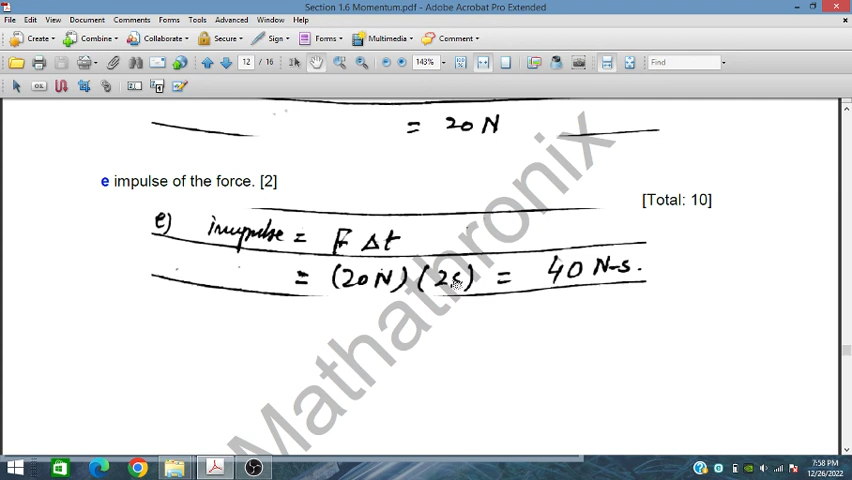 Section 1.6 Momentum.pdf - Adobe Acrobat Pro Extended
File Edit View Document Comments Forms Tools Advanced Window Help
Create Combine Collaborate Secure Sign Forms Multimedia Comment
12 / 16 143% Find
= 20 N
e impulse of the force. [2]
[Total: 10]
e) impulse = F Δt
= (20N) (2s) = 40 N-s.
Mathathronix
7:58 PM
12/26/2022